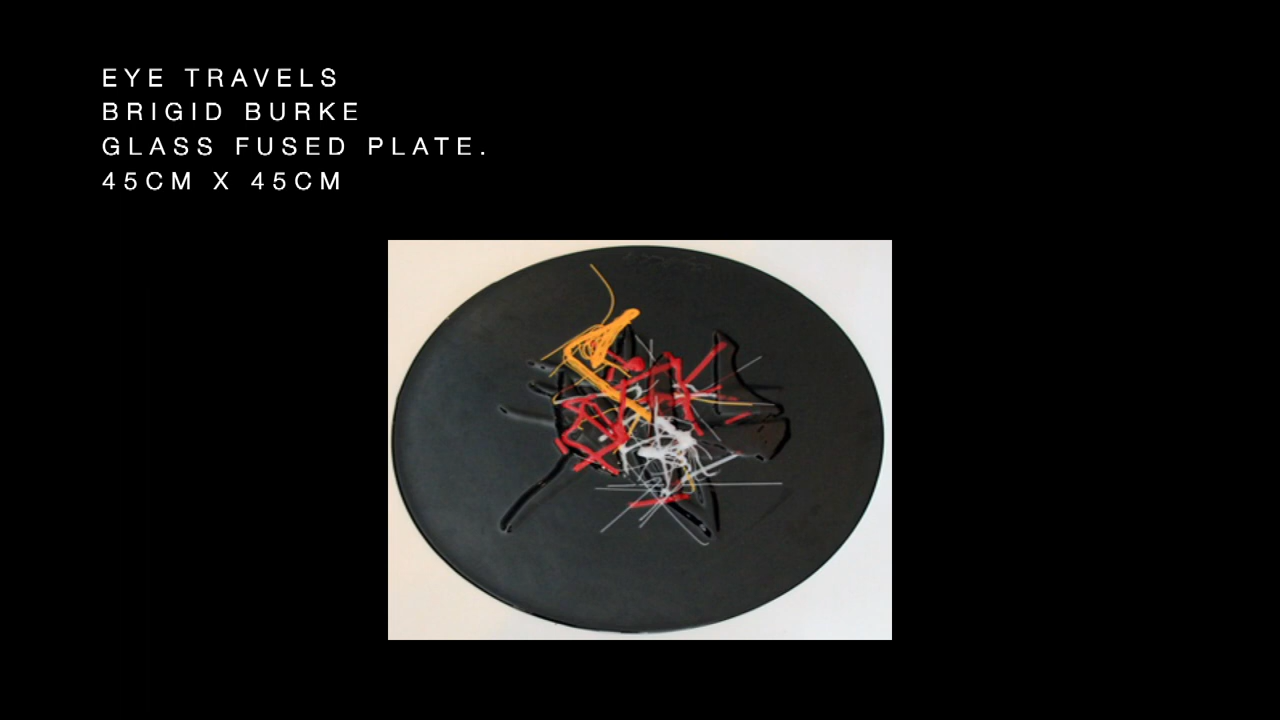 EYE TRAVELS
BRIGID BURKE
GLASS FUSED PLATE.
45CM X 45CM